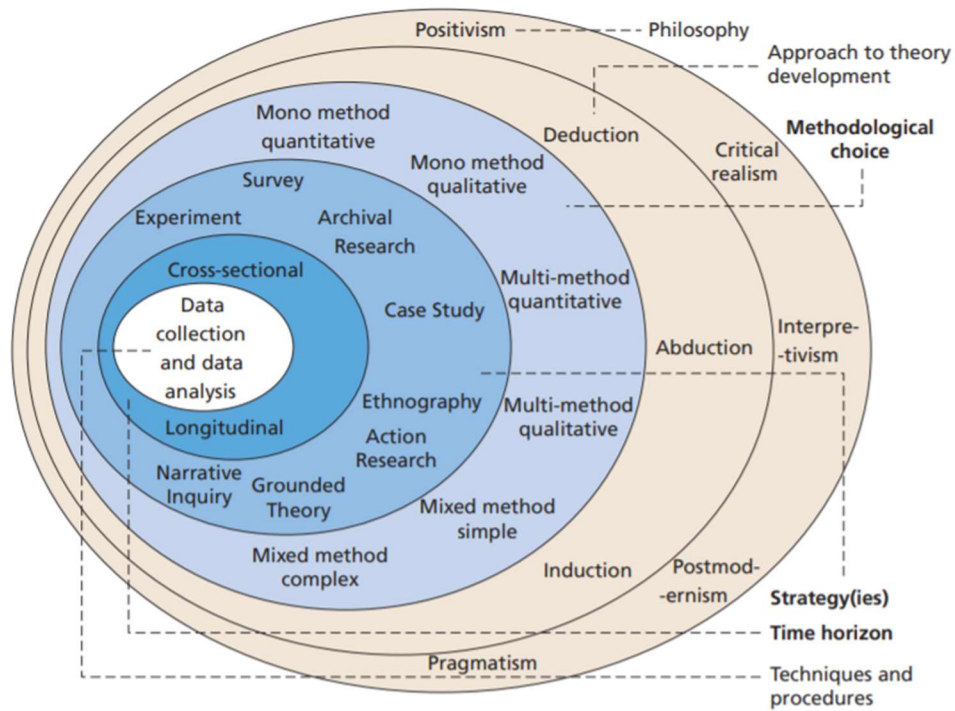 Positivism
Philosophy
Approach to theory
development
Mono method
quantitative
Deduction
Methodological
choice
Mono method
qualitative
Critical
realism
Survey
Experiment
Archival
Research
Cross-sectional
Multi-method
quantitative
Data
collection
and data
analysis
Case Study
Abduction
Interpre-
-tivism
Ethnography
Multi-method
qualitative
Longitudinal
Action
Research
Narrative
Inquiry
Grounded
Theory
Mixed method
simple
Mixed method
complex
Induction
Postmod-
-ernism
Strategy(ies)
Time horizon
Pragmatism
Techniques and
procedures